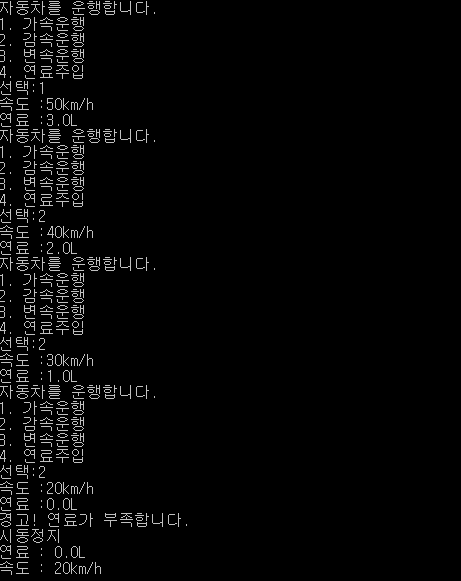 자동차를 운행합니다.
1. 가속운행
2. 감속운행
3. 변속운행
4. 연료주입
선택:1
속도 :50km/h
연료 :3.0L
자동차를 운행합니다.
1. 가속운행
2. 감속운행
3. 변속운행
4. 연료주입
선택:2
속도 :40km/h
연료 :2.0L
자동차를 운행합니다.
1. 가속운행
2. 감속운행
3. 변속운행
4. 연료주입
선택:2
속도 :30km/h
연료 :1.0L
자동차를 운행합니다.
1. 가속운행
2. 감속운행
3. 변속운행
4. 연료주입
선택:2
속도 :20km/h
연료 :0.0L
경고! 연료가 부족합니다.
시동정지
연료 : 0.0L
속도 : 20km/h